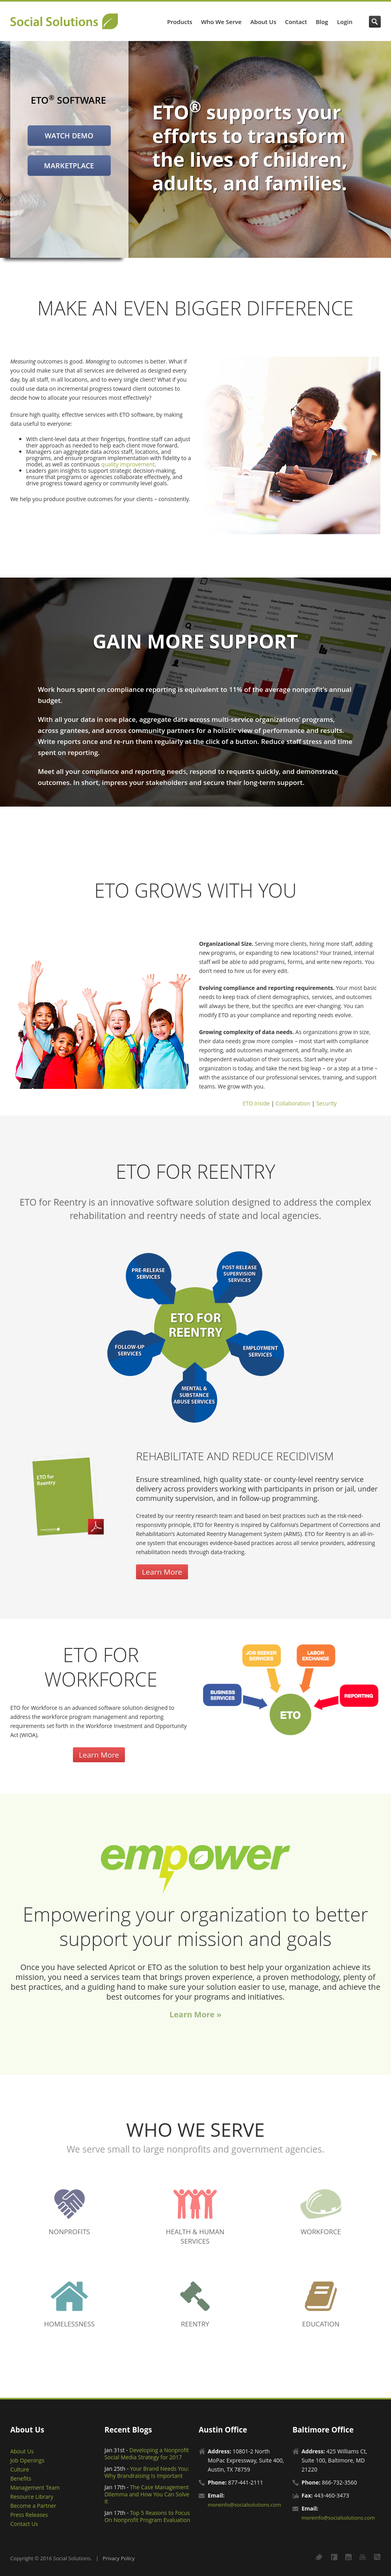 Social Solutions
Products Who We Serve About Us Contact Blog Login
ETO® SOFTWARE
WATCH DEMO
MARKETPLACE
ETO® supports your
efforts to transform
the lives of children,
adults, and families.
MAKE AN EVEN BIGGER DIFFERENCE
Measuring outcomes is good. Managing to outcomes is better. What if
you could make sure that all services are delivered as designed every
day, by all staff, in all locations, and to every single client? What if you
could use data on incremental progress toward client outcomes to
decide how to allocate your resources most effectively?
Ensure high quality, effective services with ETO software, by making
data useful to everyone:
• With client-level data at their fingertips, frontline staff can adjust
their approach as needed to help each client move forward.
• Managers can aggregate data across staff, locations, and
programs, and ensure program implementation with fidelity to a
model, as well as continuous quality improvement.
• Leaders gain insights to support strategic decision-making,
ensure that programs or agencies collaborate effectively, and
drive progress toward agency or community level goals.
We help you produce positive outcomes for your clients – consistently.
GAIN MORE SUPPORT
Work hours spent on compliance reporting is equivalent to 11% of the average nonprofit's annual
budget.
With all your data in one place, aggregate data across multi-service organizations' programs,
across grantees, and across community partners for a holistic view of performance and results.
Write reports once and re-run them regularly at the click of a button. Reduce staff stress and time
spent on reporting.
Meet all your compliance and reporting needs, respond to requests quickly, and demonstrate
outcomes. In short, impress your stakeholders and secure their long-term support.
ETO GROWS WITH YOU
Organizational Size. Serving more clients, hiring more staff, adding
new programs, or expanding to new locations? Your trained, internal
staff will be able to add programs, forms, and write new reports. You
don't need to hire us for every edit.
Evolving compliance and reporting requirements. Your most basic
needs to keep track of client demographics, services, and outcomes
will always be there, but the specifics are ever-changing. You can
modify ETO as your compliance and reporting needs evolve.
Growing complexity of data needs. As organizations grow in size,
their data needs grow more complex – most start with compliance
reporting, add outcomes management, and finally, invite an
independent evaluation of their success. Start where your
organization is today, and take the next big leap – or a step at a time –
with the assistance of our professional services, training, and support
teams. We grow with you.
ETO Inside | Collaboration | Security
ETO FOR REENTRY
ETO for Reentry is an innovative software solution designed to address the complex
rehabilitation and reentry needs of state and local agencies.
PRE-RELEASE
SERVICES
POST-RELEASE
SUPERVISION
SERVICES
ETO FOR
REENTRY
FOLLOW-UP
SERVICES
EMPLOYMENT
SERVICES
MENTAL &
SUBSTANCE
ABUSE SERVICES
ETO for
Reentry
REHABILITATE AND REDUCE RECIDIVISM
Ensure streamlined, high quality state- or county-level reentry service
delivery across providers working with participants in prison or jail, under
community supervision, and in follow-up programming.
Created by our reentry research team and based on best practices such as the risk-need-
responsivity principle, ETO for Reentry is inspired by California's Department of Corrections and
Rehabilitation's Automated Reentry Management System (ARMS). ETO for Reentry is an all-in-
one system that encourages evidence-based practices across all service providers, addressing
rehabilitation needs through data-tracking.
Learn More
ETO FOR
WORKFORCE
ETO for Workforce is an advanced software solution designed to
address the workforce program management and reporting
requirements set forth in the Workforce Investment and Opportunity
Act (WIOA).
Learn More
JOB SEEKER
SERVICES
LABOR
EXCHANGE
BUSINESS
SERVICES
REPORTING
ETO
empower
Empowering your organization to better
support your mission and goals
Once you have selected Apricot or ETO as the solution to best help your organization achieve its
mission, you need a services team that brings proven experience, a proven methodology, plenty of
best practices, and a guiding hand to make sure your solution easier to use, manage, and achieve the
best outcomes for your programs and initiatives.
Learn More »
WHO WE SERVE
We serve small to large nonprofits and government agencies.
NONPROFITS
HEALTH & HUMAN
SERVICES
WORKFORCE
HOMELESSNESS
REENTRY
EDUCATION
About Us
About Us
Job Openings
Culture
Benefits
Management Team
Resource Library
Become a Partner
Press Releases
Contact Us
Recent Blogs
Jan 31st - Developing a Nonprofit
Social Media Strategy for 2017
Jan 25th - Your Brand Needs You:
Why Brandraising Is Important
Jan 17th - The Case Management
Dilemma and How You Can Solve
It
Jan 17th - Top 5 Reasons to Focus
On Nonprofit Program Evaluation
Austin Office
Address: 10801-2 North
MoPac Expressway, Suite 400,
Austin, TX 78759
Phone: 877-441-2111
Email:
moreinfo@socialsolutions.com
Baltimore Office
Address: 425 Williams Ct,
Suite 100, Baltimore, MD
21220
Phone: 866-732-3560
Fax: 443-460-3473
Email:
moreinfo@socialsolutions.com
Copyright © 2016 Social Solutions. | Privacy Policy